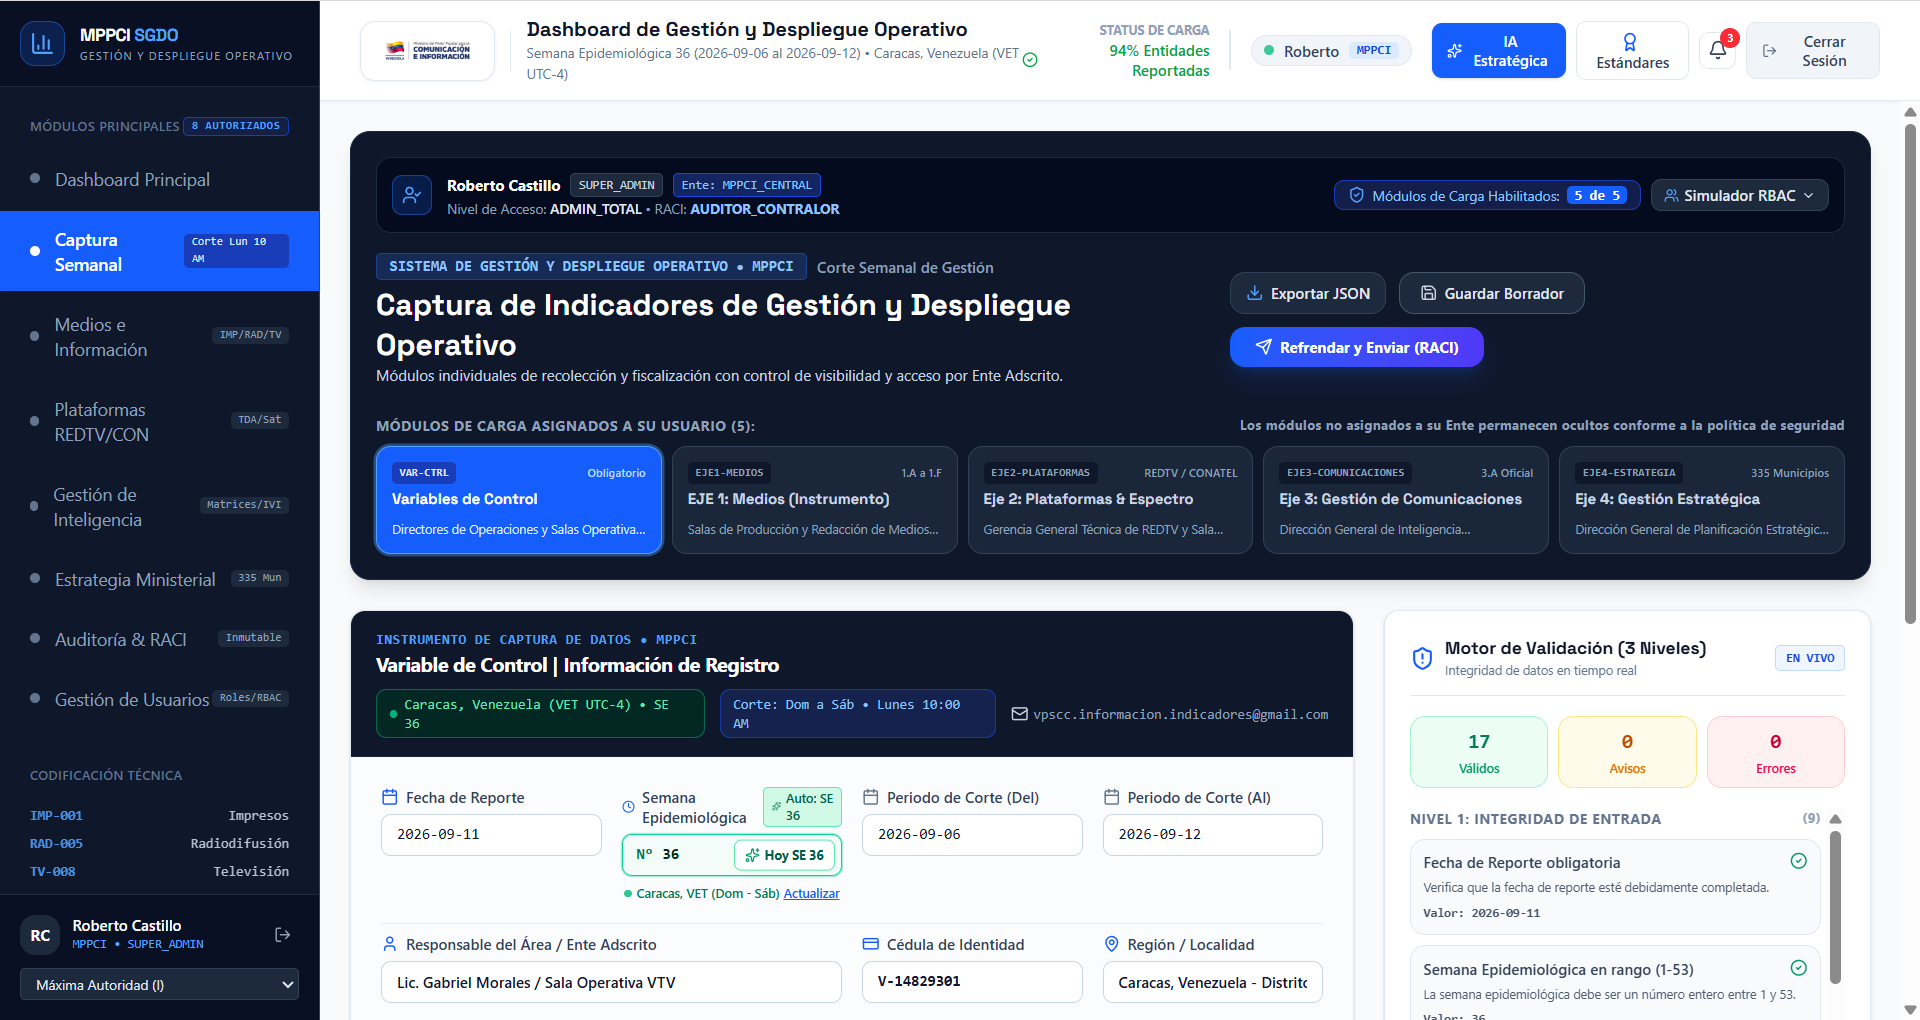 MPPCI SGDO
GESTIÓN Y DESPLIEGUE OPERATIVO
MÓDULOS PRINCIPALES
8 AUTORIZADOS
Dashboard Principal
Captura
Semanal
Corte Lun 10
AM
Medios e
Información
IMP/RAD/TV
Plataformas
REDTV/CON
TDA/Sat
Gestión de
Inteligencia
Matrices/IVI
Estrategia Ministerial
335 Mun
Auditoría & RACI
Inmutable
Gestión de Usuarios
Roles/RBAC
CODIFICACIÓN TÉCNICA
IMP-001 Impresos
RAD-005 Radiodifusión
TV-008 Televisión
RC
Roberto Castillo
MPPCI • SUPER_ADMIN
Máxima Autoridad (I)
COMUNICACIÓN
E INFORMACIÓN
Dashboard de Gestión y Despliegue Operativo
Semana Epidemiológica 36 (2026-09-06 al 2026-09-12) • Caracas, Venezuela (VET
UTC-4)
STATUS DE CARGA
94% Entidades
Reportadas
Roberto MPPCI
IA
Estratégica
Estándares
3
Cerrar
Sesión
Roberto Castillo SUPER_ADMIN Ente: MPPCI_CENTRAL
Nivel de Acceso: ADMIN_TOTAL • RACI: AUDITOR_CONTRALOR
Módulos de Carga Habilitados: 5 de 5
Simulador RBAC
SISTEMA DE GESTIÓN Y DESPLIEGUE OPERATIVO • MPPCI
Corte Semanal de Gestión
Captura de Indicadores de Gestión y Despliegue
Operativo
Módulos individuales de recolección y fiscalización con control de visibilidad y acceso por Ente Adscrito.
Exportar JSON
Guardar Borrador
Refrendar y Enviar (RACI)
MÓDULOS DE CARGA ASIGNADOS A SU USUARIO (5):
Los módulos no asignados a su Ente permanecen ocultos conforme a la política de seguridad
VAR-CTRL Obligatorio
Variables de Control
Directores de Operaciones y Salas Operativa...
EJE1-MEDIOS 1.A a 1.F
EJE 1: Medios (Instrumento)
Salas de Producción y Redacción de Medios...
EJE2-PLATAFORMAS REDTV / CONATEL
Eje 2: Plataformas & Espectro
Gerencia General Técnica de REDTV y Sala...
EJE3-COMUNICACIONES 3.A Oficial
Eje 3: Gestión de Comunicaciones
Dirección General de Inteligencia...
EJE4-ESTRATEGIA 335 Municipios
Eje 4: Gestión Estratégica
Dirección General de Planificación Estratégic...
INSTRUMENTO DE CAPTURA DE DATOS • MPPCI
Variable de Control | Información de Registro
Caracas, Venezuela (VET UTC-4) • SE
36
Corte: Dom a Sáb • Lunes 10:00
AM
vpscc.informacion.indicadores@gmail.com
Fecha de Reporte
2026-09-11
Semana
Epidemiológica
Auto: SE
36
Nº 36
Hoy SE 36
Caracas, VET (Dom - Sáb) Actualizar
Periodo de Corte (Del)
2026-09-06
Periodo de Corte (Al)
2026-09-12
Responsable del Área / Ente Adscrito
Lic. Gabriel Morales / Sala Operativa VTV
Cédula de Identidad
V-14829301
Región / Localidad
Caracas, Venezuela - Distrito
Motor de Validación (3 Niveles)
Integridad de datos en tiempo real
EN VIVO
17
Válidos
0
Avisos
0
Errores
NIVEL 1: INTEGRIDAD DE ENTRADA (9)
Fecha de Reporte obligatoria
Verifica que la fecha de reporte esté debidamente completada.
Valor: 2026-09-11
Semana Epidemiológica en rango (1-53)
La semana epidemiológica debe ser un número entero entre 1 y 53.
Valor: 36